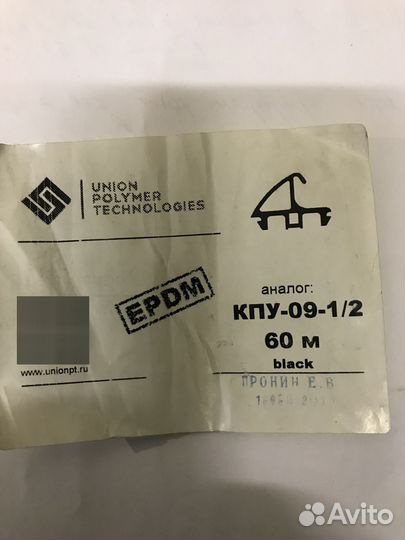 UNION
POLYMER
TECHNOLOGIES
EPDM
www.unionpt.ru
аналог:
КПУ-09-1/2
60 м
black
ПРОНИН Е.В
Avito